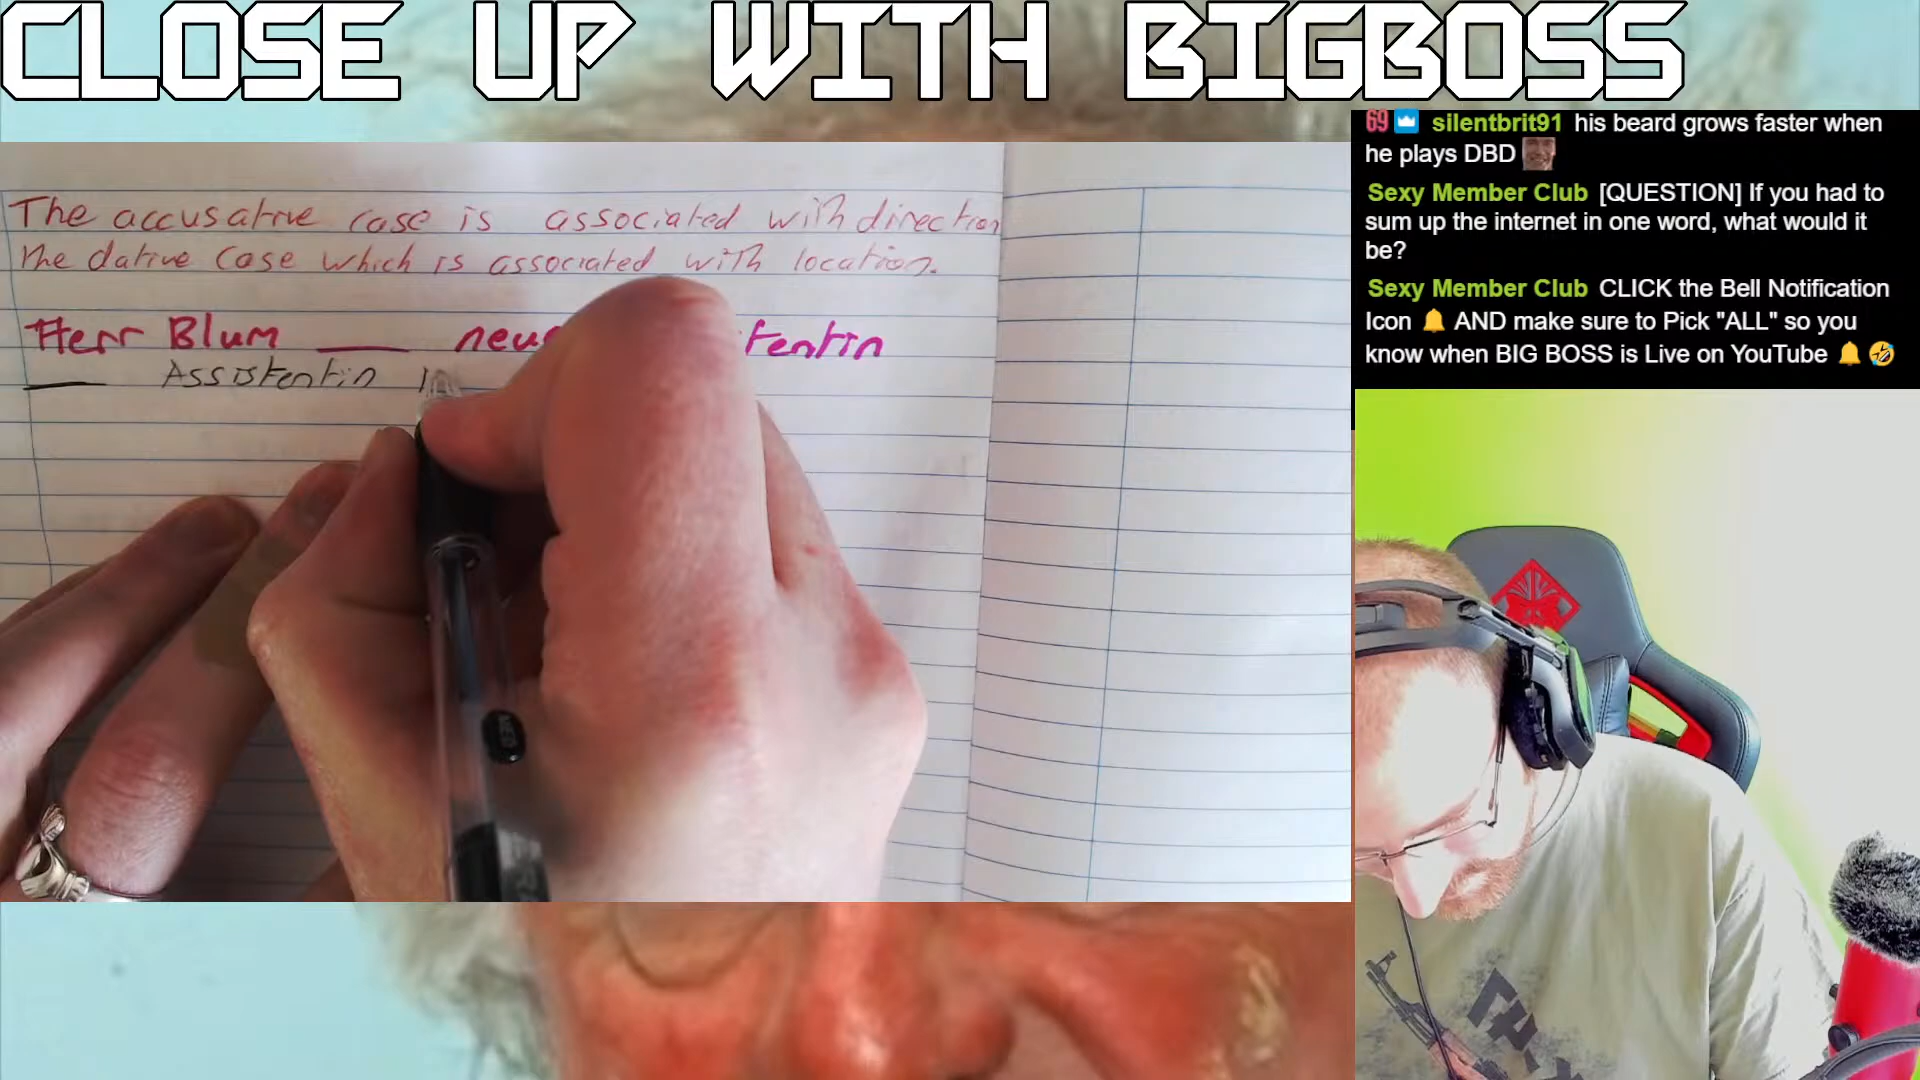 CLOSE UP WITH BIGBOSS
69 silentbrit91 his beard grows faster when
he plays DBD
Sexy Member Club [QUESTION] If you had to
sum up the internet in one word, what would it
be?
Sexy Member Club CLICK the Bell Notification
Icon 🔔 AND make sure to Pick "ALL" so you
know when BIG BOSS is Live on YouTube 🔔🤣
The accusative case is associated with direction
the dative case which is associated with location.
Herr Blum ____ neu tentin
____ Assistentin